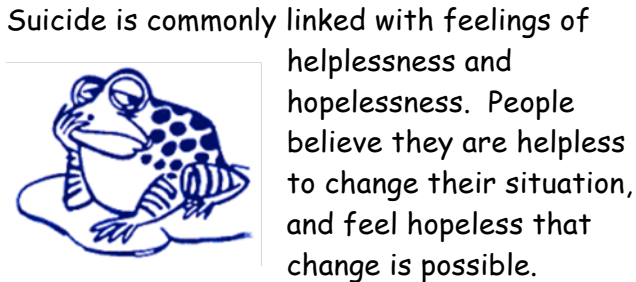 Suicide is commonly linked with feelings of
helplessness and
hopelessness.  People
believe they are helpless
to change their situation,
and feel hopeless that
change is possible.